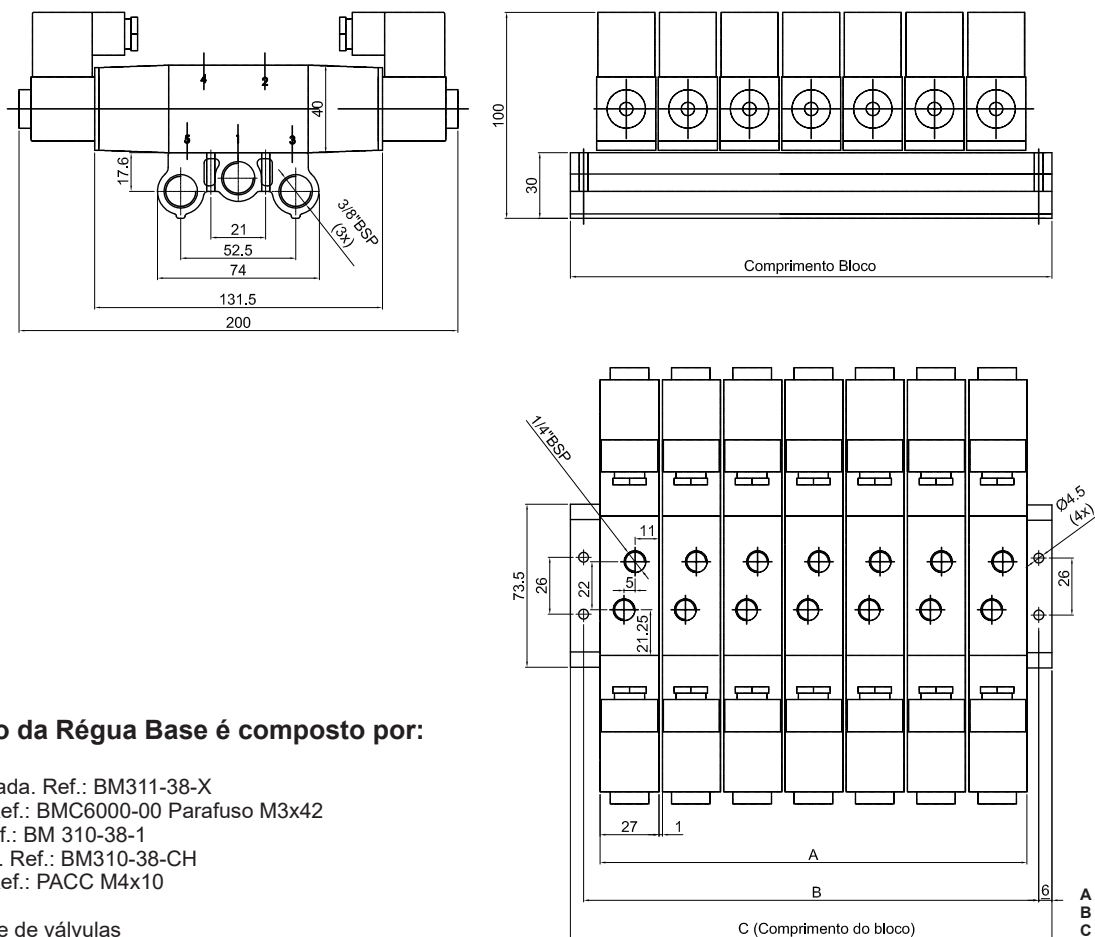 4
2
40
5
1
3
17.6
3/8"BSP
(3x)
21
52.5
74
131.5
200
100
30
Comprimento Bloco
1/4"BSP
Ø4.5
(4x)
11
73.5
26
22
5
21.25
26
27
1
A
B
6
C (Comprimento do bloco)
A
B
C
o da Régua Base é composto por:
ada. Ref.: BM311-38-X
ef.: BMC6000-00 Parafuso M3x42
f.: BM 310-38-1
. Ref.: BM310-38-CH
ef.: PACC M4x10
e de válvulas